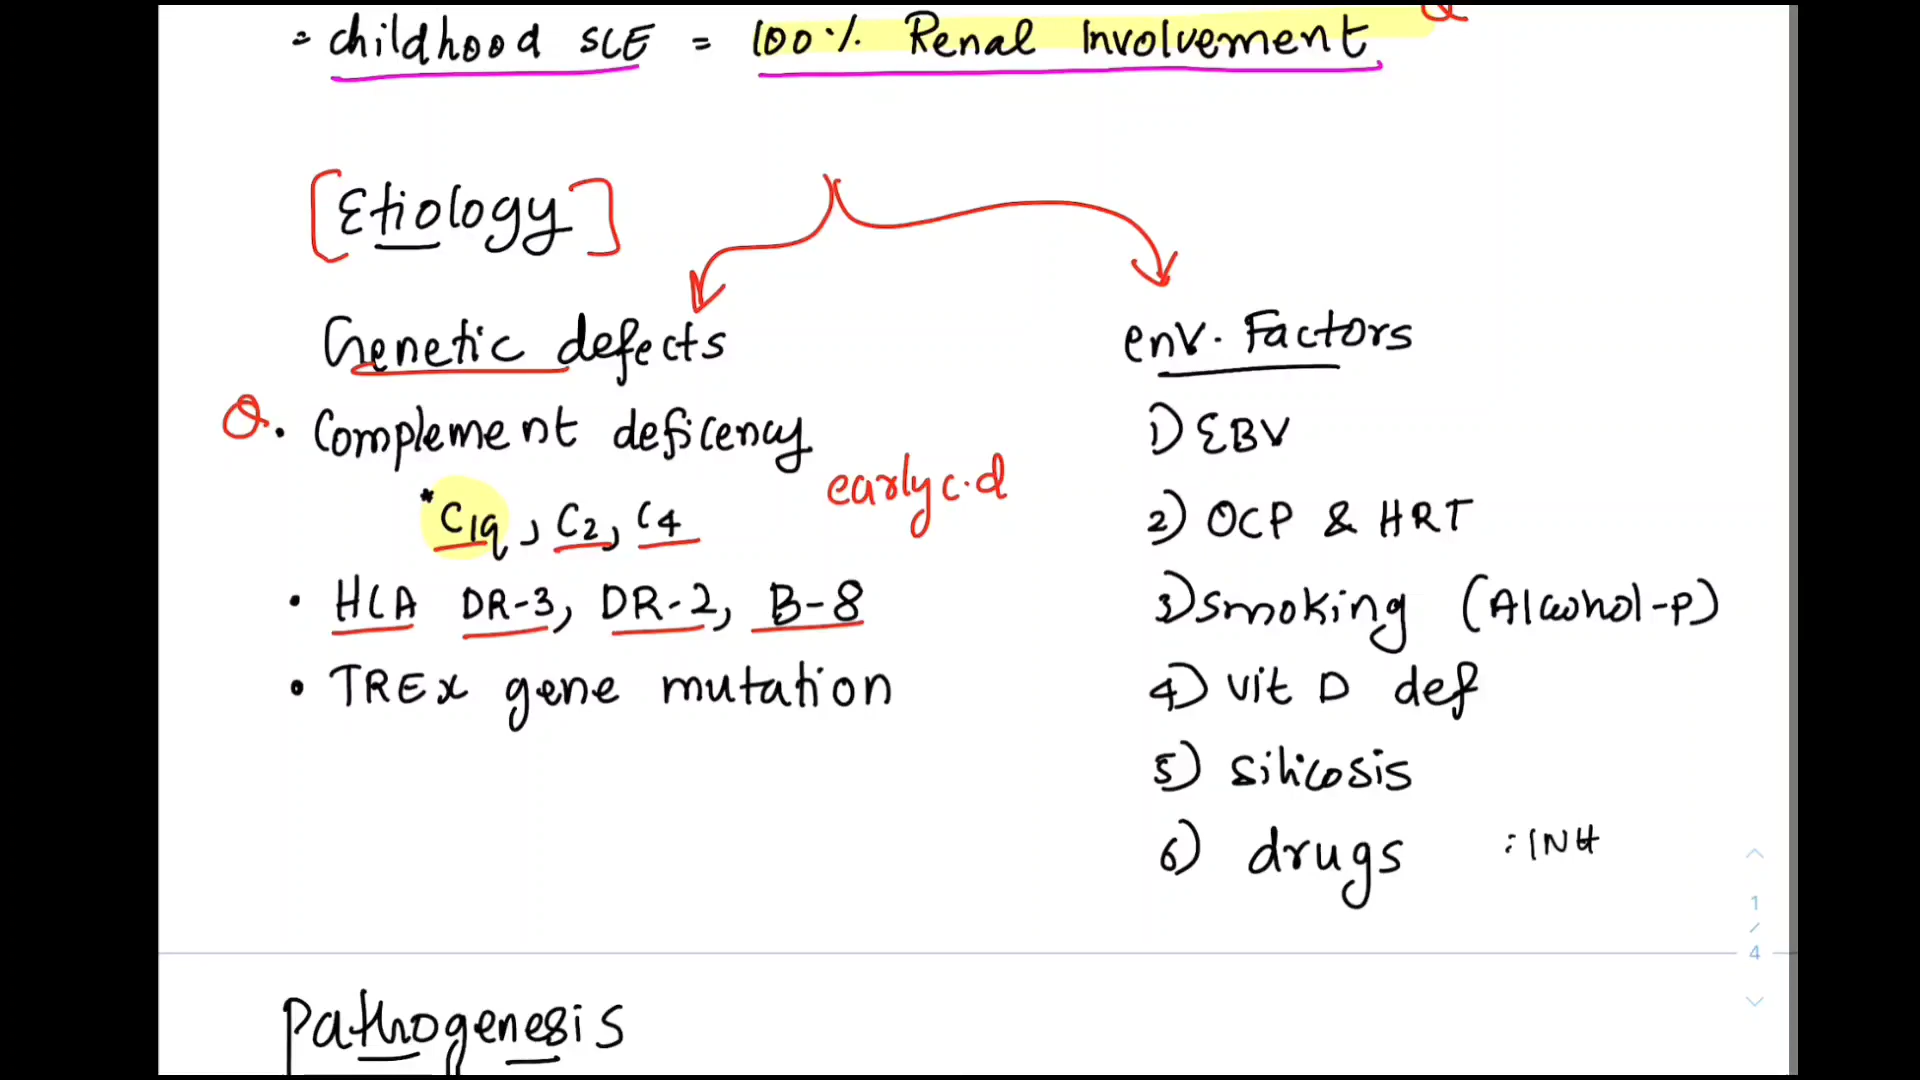 = childhood SLE = 100% Renal Involvement Q
[Etiology]
Genetic defects
Q. Complement deficency
early c.d
*C1q, C2, C4
• HLA DR-3, DR-2, B-8
• TREX gene mutation
env. Factors
1) EBV
2) OCP & HRT
3) smoking (Alcohol-P)
4) Vit D def
5) silicosis
6) drugs : INH
1
/
4
Pathogenesis